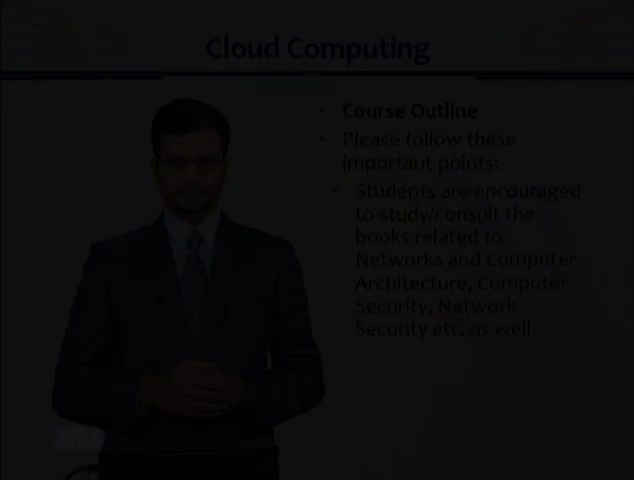 Cloud Computing
• Course Outline
• Please follow these
important points:
• Students are encouraged
to study/consult the
books related to
Networks and Computer
Architecture, Computer
Security, Network
Security etc. as well.